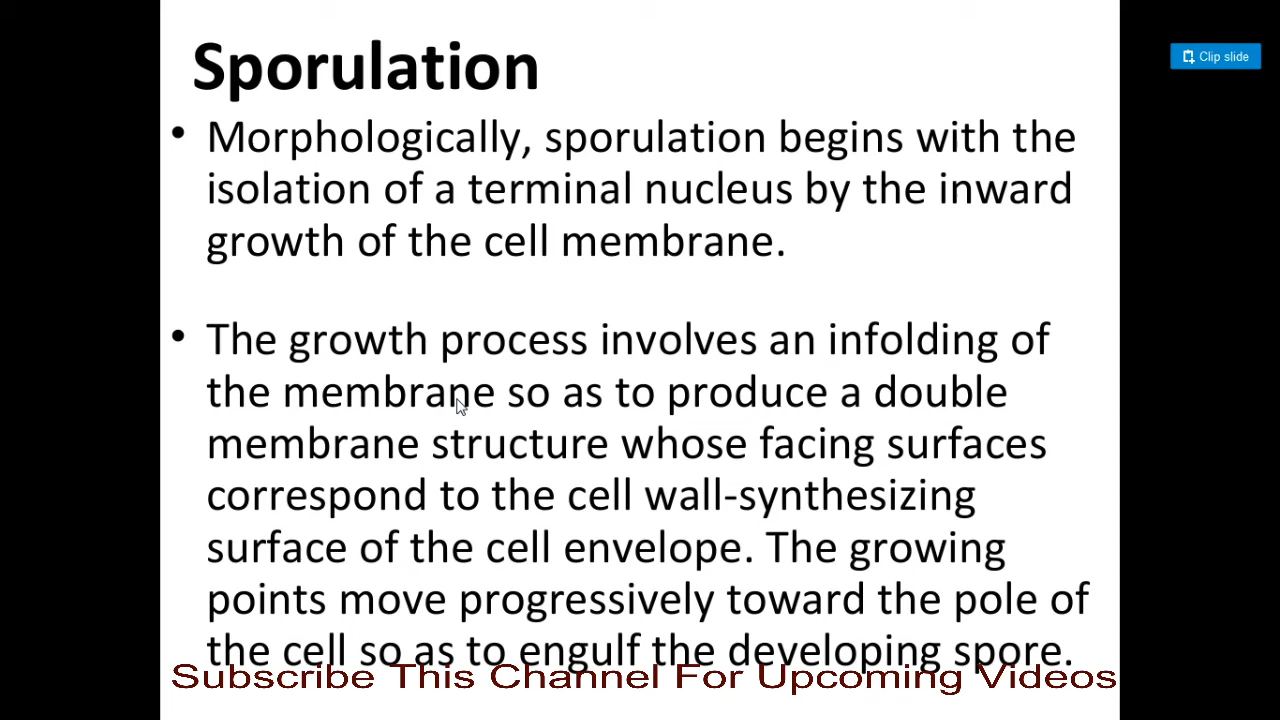 Sporulation
Clip slide
• Morphologically, sporulation begins with the
isolation of a terminal nucleus by the inward
growth of the cell membrane.
• The growth process involves an infolding of
the membrane so as to produce a double
membrane structure whose facing surfaces
correspond to the cell wall-synthesizing
surface of the cell envelope. The growing
points move progressively toward the pole of
the cell so as to engulf the developing spore.
Subscribe This Channel For Upcoming Videos